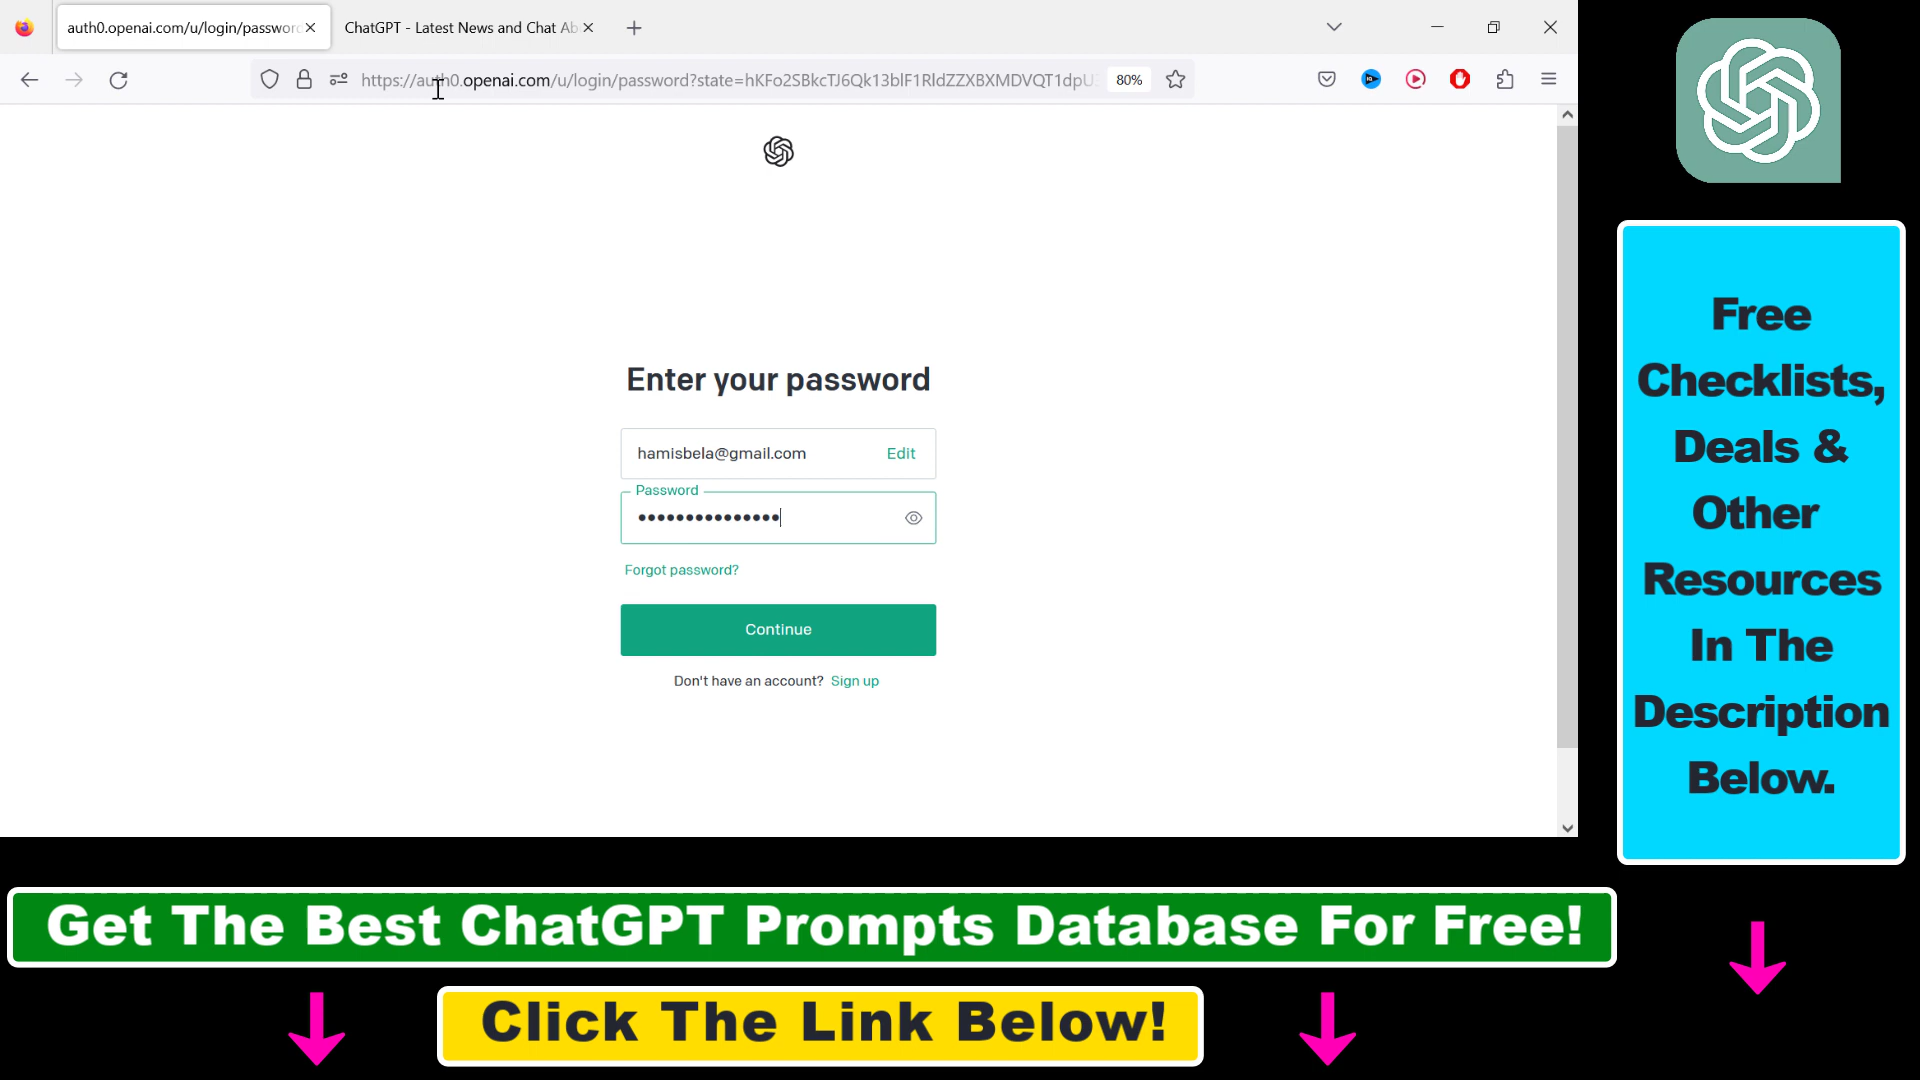 auth0.openai.com/u/login/passwor
ChatGPT - Latest News and Chat Ab
https://auth0.openai.com/u/login/password?state=hKFo2SBkcTJ6Qk13blF1RldZZXBXMDVQT1dpU
80%
Enter your password
hamisbela@gmail.com
Edit
Password
Forgot password?
Continue
Don't have an account? Sign up
Free
Checklists,
Deals &
Other
Resources
In The
Description
Below.
Get The Best ChatGPT Prompts Database For Free!
Click The Link Below!